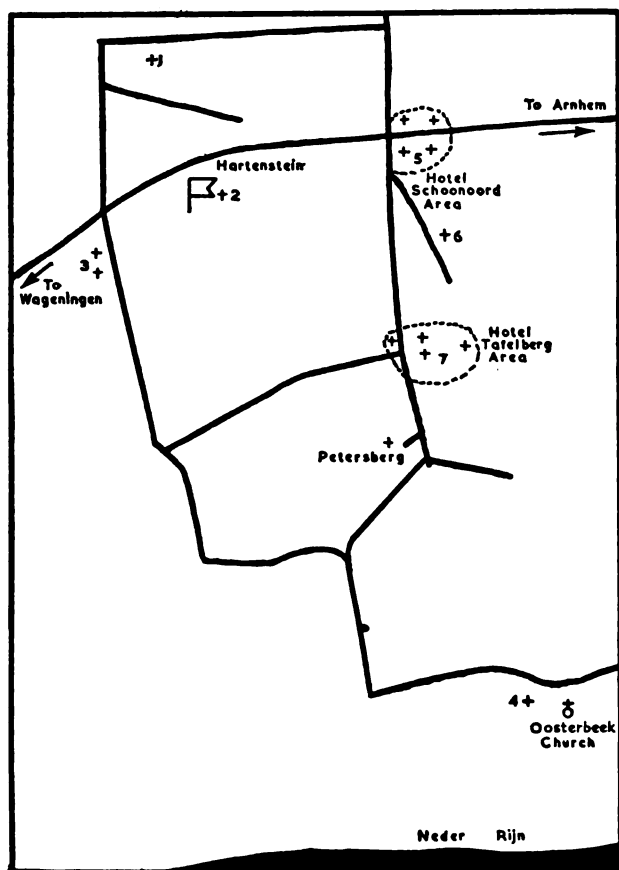 1
To Arnhem
5
Hartenstein
2
Hotel
Schoonoord
Area
6
3
To
Wageningen
Hotel
Tafelberg
Area
7
Petersberg
4
Oosterbeek
Church
Neder Rijn